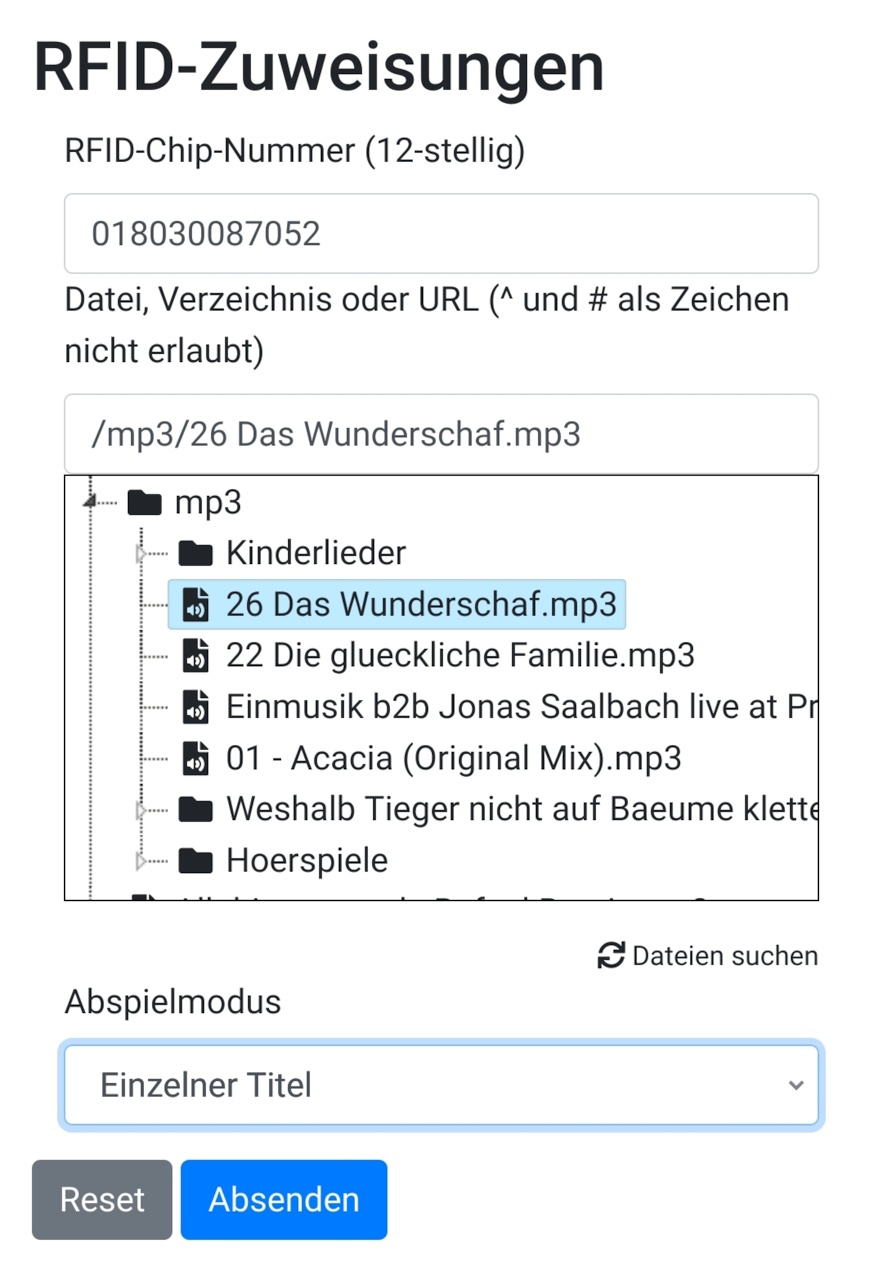 RFID-Zuweisungen
RFID-Chip-Nummer (12-stellig)
018030087052
Datei, Verzeichnis oder URL (^ und # als Zeichen
nicht erlaubt)
/mp3/26 Das Wunderschaf.mp3
mp3
Kinderlieder
26 Das Wunderschaf.mp3
22 Die glueckliche Familie.mp3
Einmusik b2b Jonas Saalbach live at Pr
01 - Acacia (Original Mix).mp3
Weshalb Tieger nicht auf Baeume klette
Hoerspiele
Dateien suchen
Abspielmodus
Einzelner Titel
Reset
Absenden